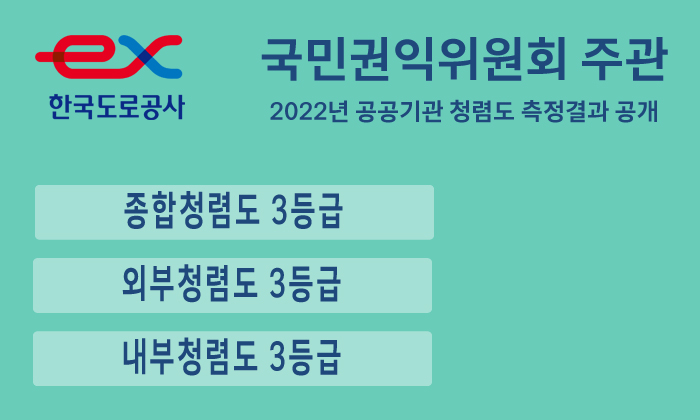 ex
한국도로공사
국민권익위원회 주관
2022년 공공기관 청렴도 측정결과 공개
종합청렴도 3등급
외부청렴도 3등급
내부청렴도 3등급